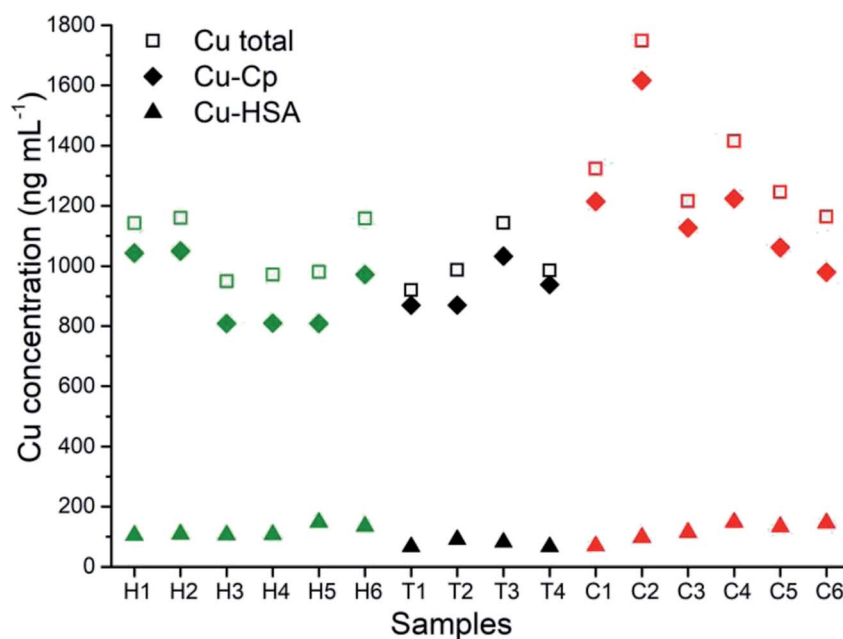 1800
1600
1400
1200
1000
800
600
400
200
0
Cu concentration (ng mL⁻¹)
Cu total
Cu-Cp
Cu-HSA
H1 H2 H3 H4 H5 H6 T1 T2 T3 T4 C1 C2 C3 C4 C5 C6
Samples